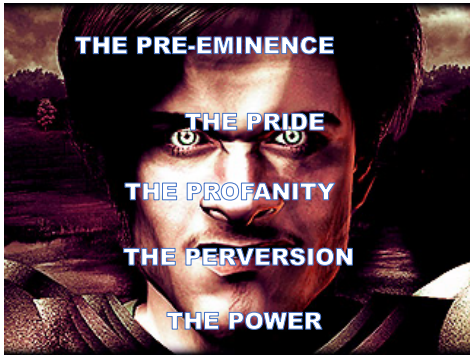 THE PRE-EMINENCE
THE PRIDE
THE PROFANITY
THE PERVERSION
THE POWER